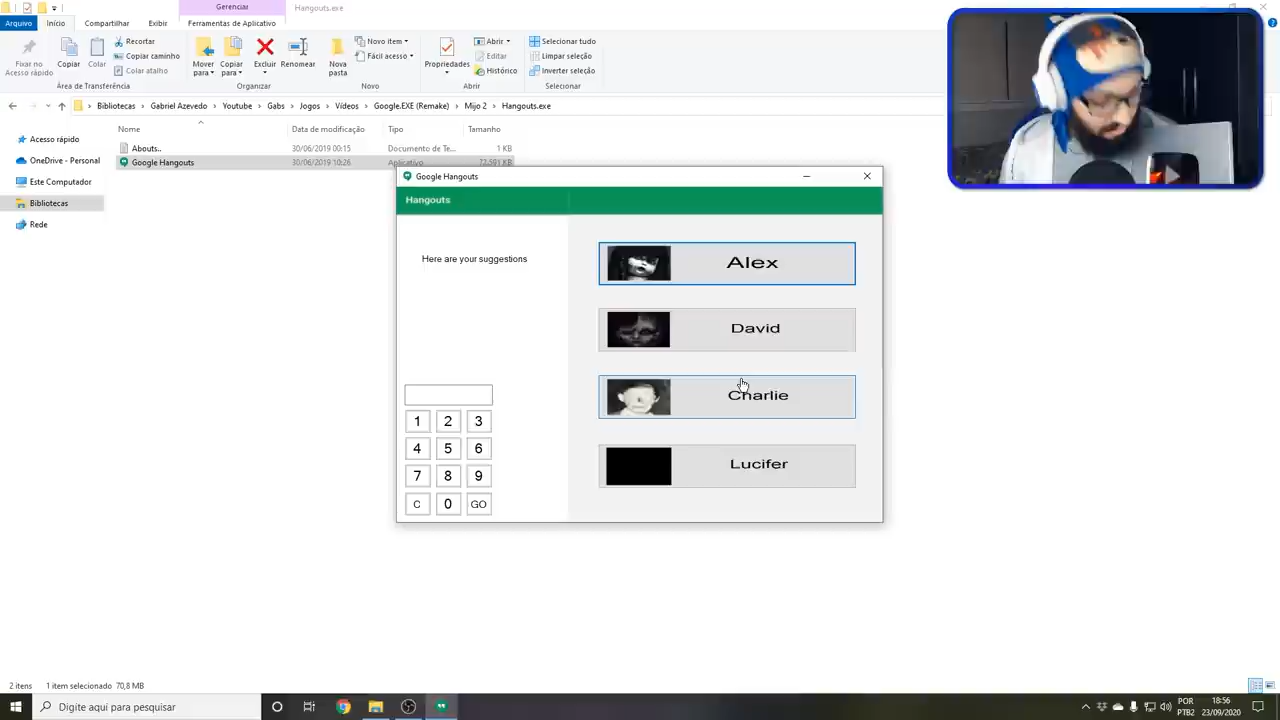 Gerenciar
Hangouts.exe
Arquivo
Início
Compartilhar
Exibir
Ferramentas de Aplicativo
Fixar no
Acesso rápido
Copiar
Colar
Recortar
Copiar caminho
Colar atalho
Área de Transferência
Mover
para
Copiar
para
Excluir
Renomear
Organizar
Nova
pasta
Novo item
Fácil acesso
Novo
Propriedades
Abrir
Editar
Histórico
Abrir
Selecionar tudo
Limpar seleção
Inverter seleção
Selecionar
Bibliotecas > Gabriel Azevedo > Youtube > Gabs > Jogos > Vídeos > Google.EXE (Remake) > Mijo 2 > Hangouts.exe
Nome
Data de modificação
Tipo
Tamanho
Abouts..
30/06/2019 00:15
Documento de Te...
1 KB
Google Hangouts
30/06/2019 10:26
Aplicativo
72.591 KB
Acesso rápido
OneDrive - Personal
Este Computador
Bibliotecas
Rede
Google Hangouts
Hangouts
Here are your suggestions
Alex
David
Charlie
Lucifer
1 2 3
4 5 6
7 8 9
C 0 GO
2 itens
1 item selecionado 70,8 MB
Digite aqui para pesquisar
POR
PTB2
18:56
23/09/2020